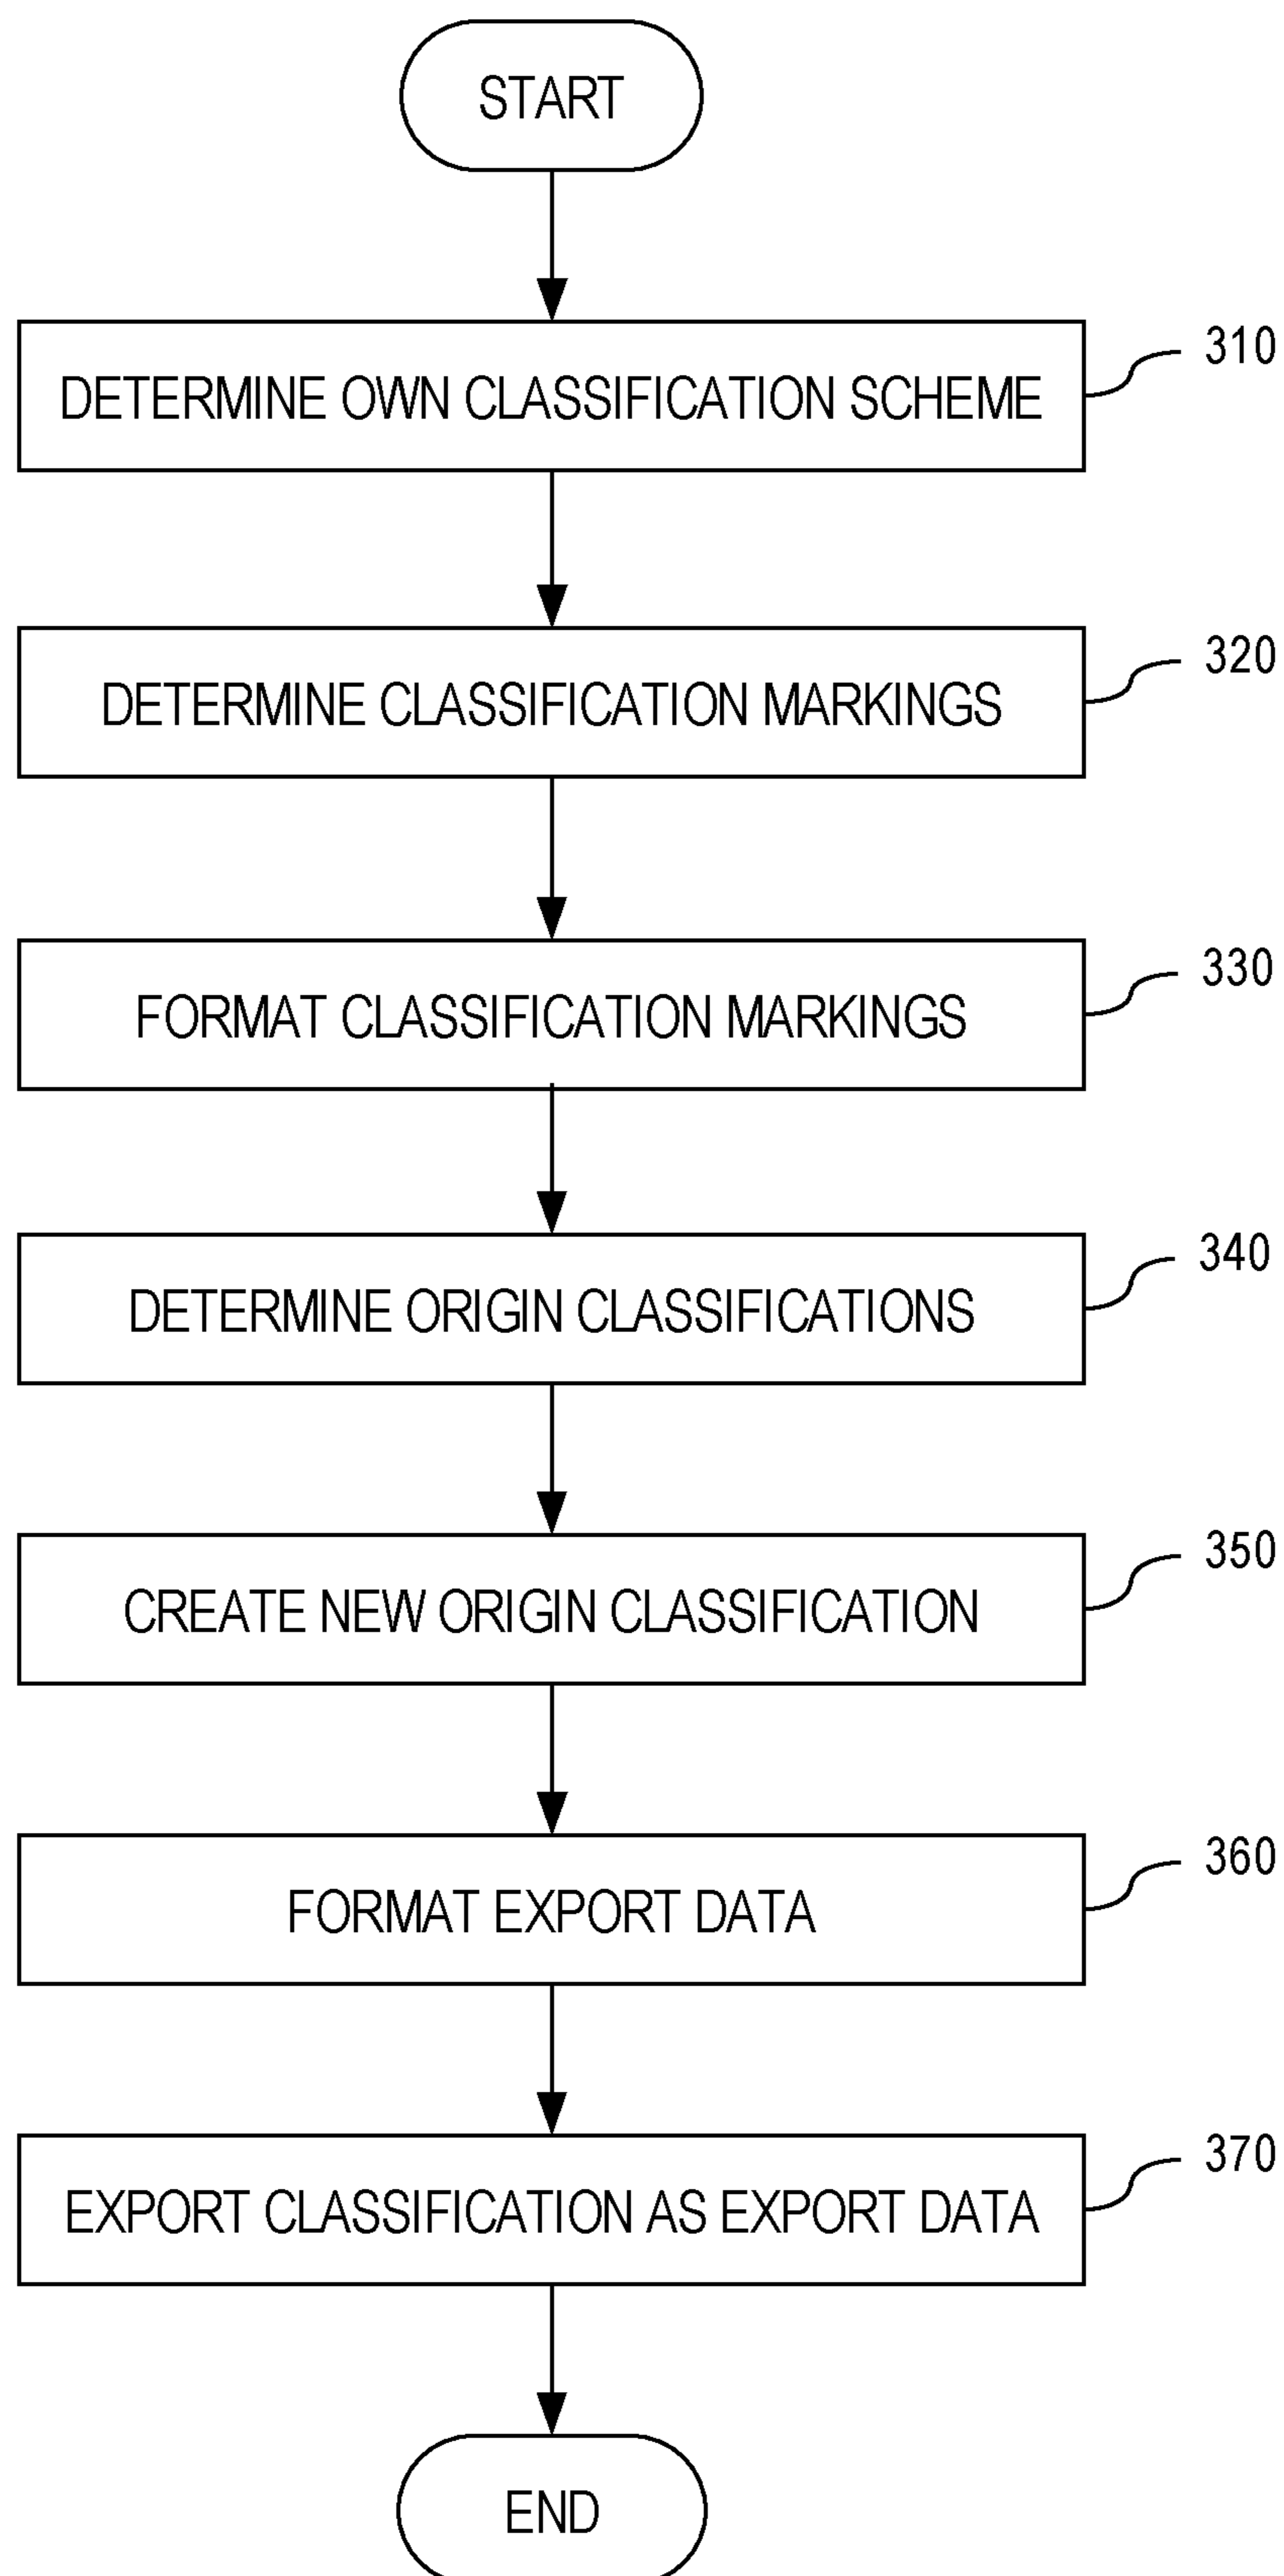 START
DETERMINE OWN CLASSIFICATION SCHEME
310
DETERMINE CLASSIFICATION MARKINGS
320
FORMAT CLASSIFICATION MARKINGS
330
DETERMINE ORIGIN CLASSIFICATIONS
340
CREATE NEW ORIGIN CLASSIFICATION
350
FORMAT EXPORT DATA
360
EXPORT CLASSIFICATION AS EXPORT DATA
370
END